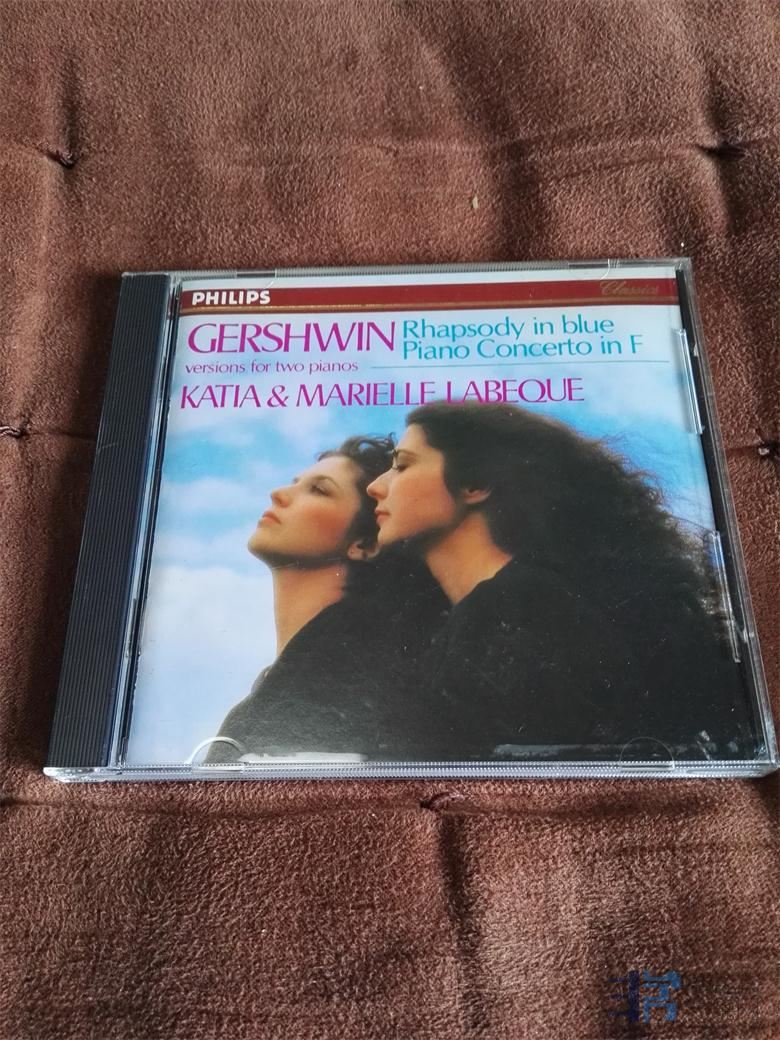 PHILIPS
Classics
GERSHWIN
Rhapsody in blue
Piano Concerto in F
versions for two pianos
KATIA & MARIELLE LABEQUE